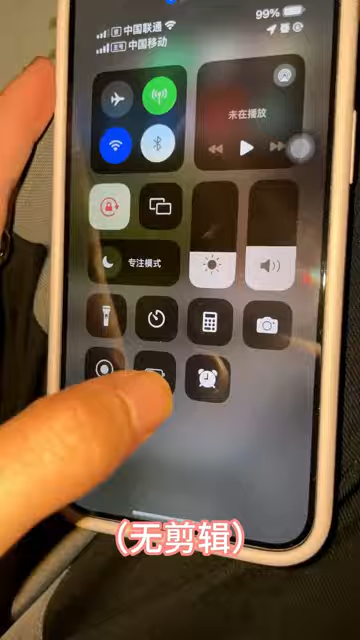 99%
中国联通
中国移动
未在播放
专注模式
(无剪辑)